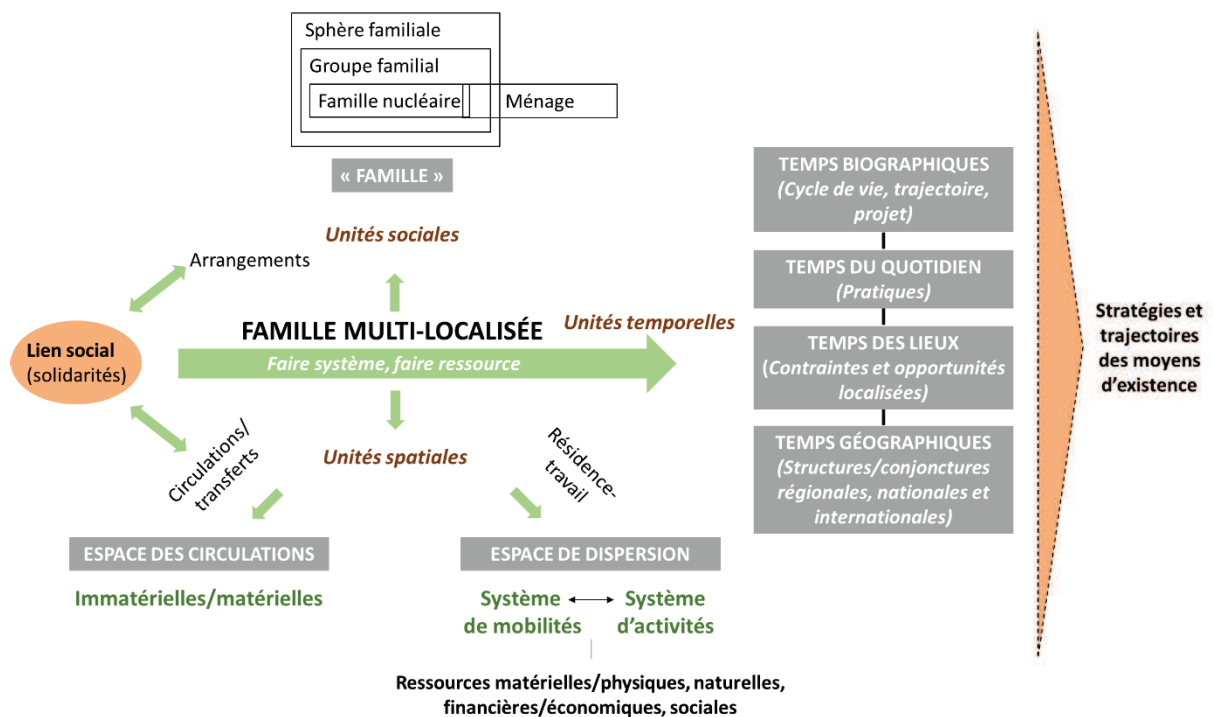 Sphère familiale
Groupe familial
Famille nucléaire
Ménage
« FAMILLE »
Unités sociales
Arrangements
Lien social
(solidarités)
FAMILLE MULTI-LOCALISÉE
Faire système, faire ressource
Unités temporelles
Unités spatiales
Circulations/
transferts
Résidence-
travail
ESPACE DES CIRCULATIONS
Immatérielles/matérielles
ESPACE DE DISPERSION
Système
de mobilités
Système
d'activités
Ressources matérielles/physiques, naturelles,
financières/économiques, sociales
TEMPS BIOGRAPHIQUES
(Cycle de vie, trajectoire,
projet)
TEMPS DU QUOTIDIEN
(Pratiques)
TEMPS DES LIEUX
(Contraintes et opportunités
localisées)
TEMPS GÉOGRAPHIQUES
(Structures/conjonctures
régionales, nationales et
internationales)
Stratégies et
trajectoires
des moyens
d'existence